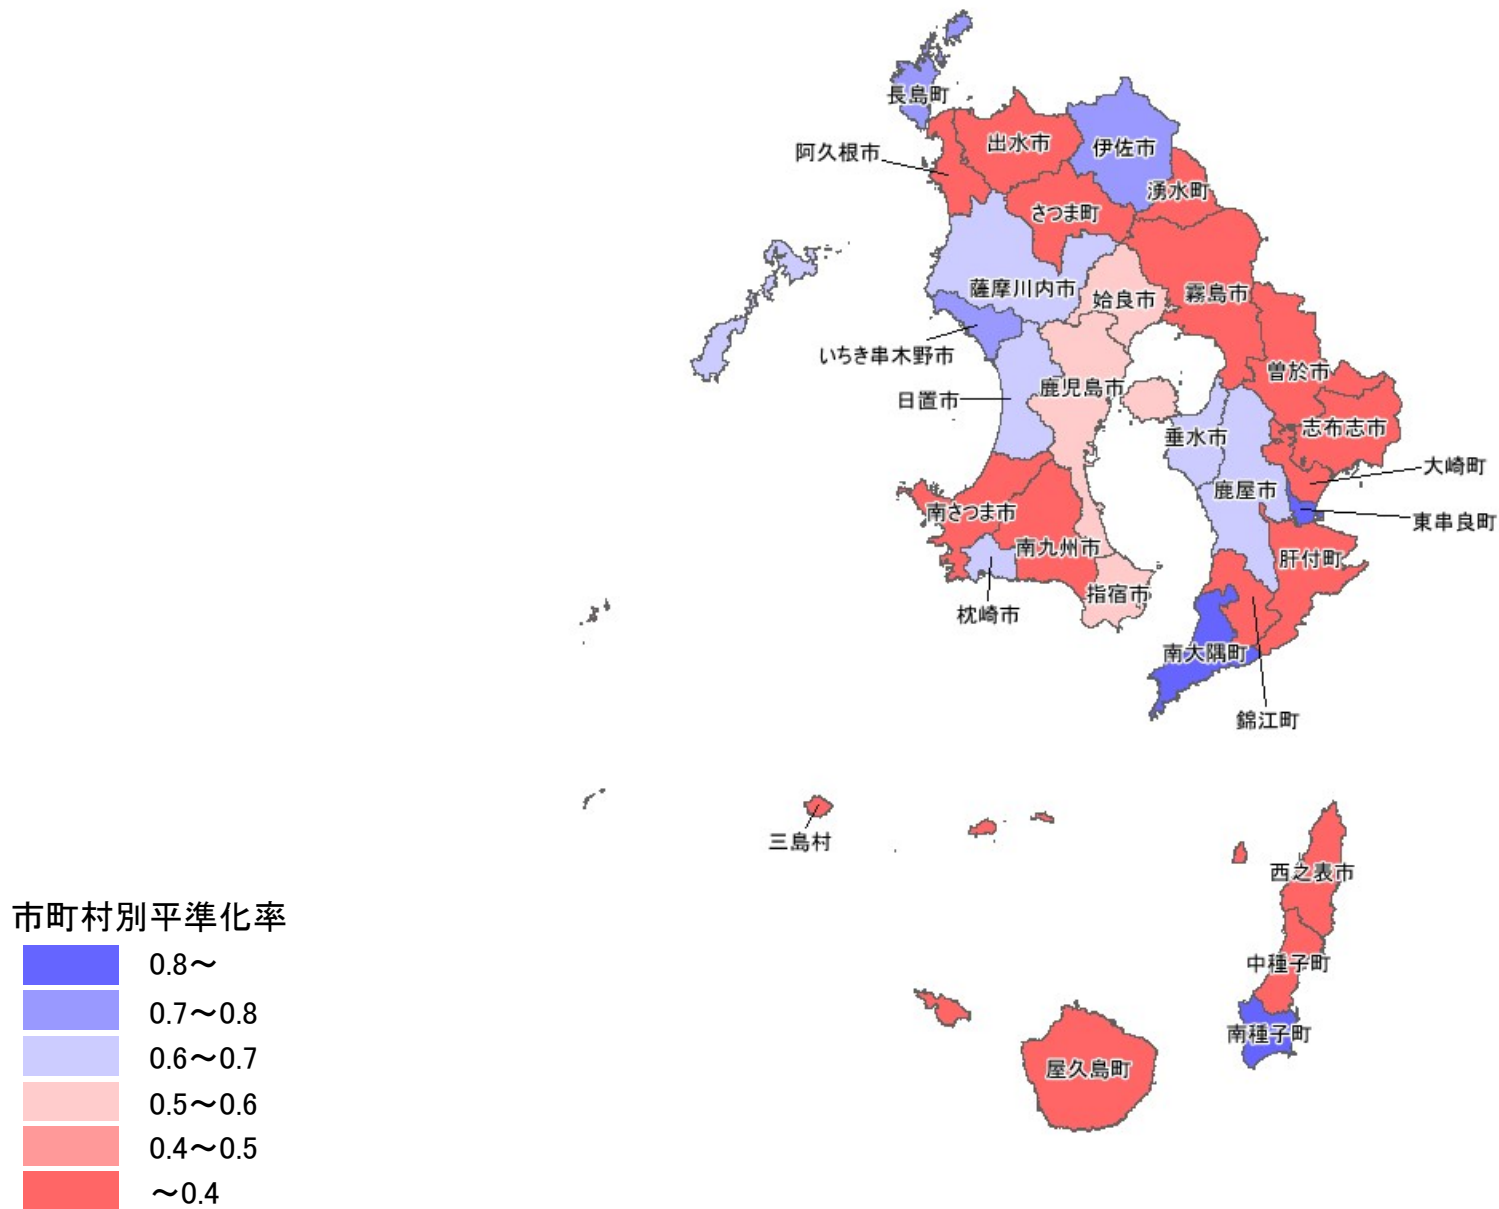 長島町
出水市
伊佐市
阿久根市
湧水町
さつま町
薩摩川内市
姶良市
霧島市
いちき串木野市
曽於市
鹿児島市
日置市
志布志市
垂水市
大崎町
鹿屋市
南さつま市
東串良町
南九州市
肝付町
指宿市
枕崎市
南大隅町
錦江町
三島村
西之表市
中種子町
南種子町
屋久島町
市町村別平準化率
0.8～
0.7～0.8
0.6～0.7
0.5～0.6
0.4～0.5
～0.4